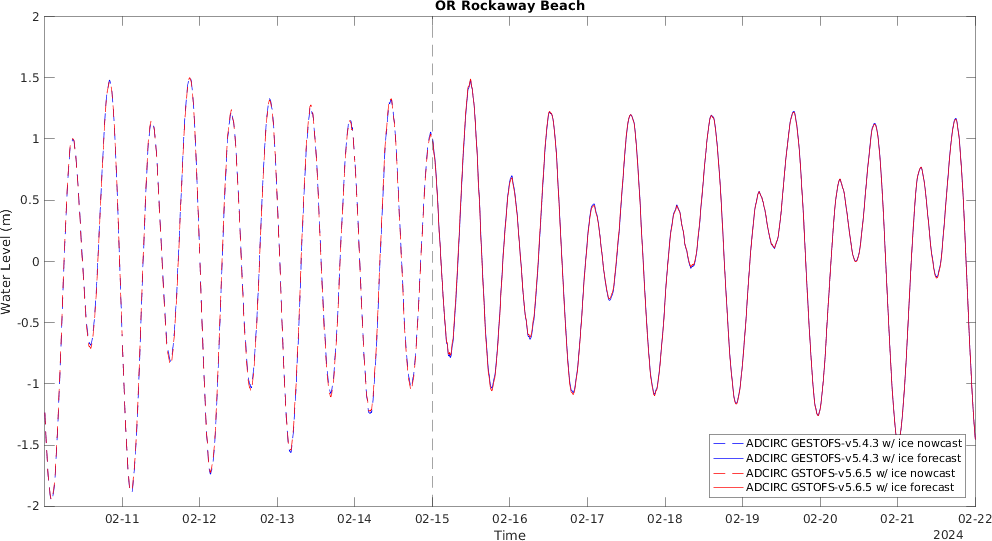 OR Rockaway Beach
2
1.5
1
0.5
0
-0.5
-1
-1.5
-2
Water Level (m)
ADCIRC GESTOFS-v5.4.3 w/ ice nowcast
ADCIRC GESTOFS-v5.4.3 w/ ice forecast
ADCIRC GSTOFS-v5.6.5 w/ ice nowcast
ADCIRC GSTOFS-v5.6.5 w/ ice forecast
02-11 02-12 02-13 02-14 02-15 02-16 02-17 02-18 02-19 02-20 02-21 02-22
Time
2024